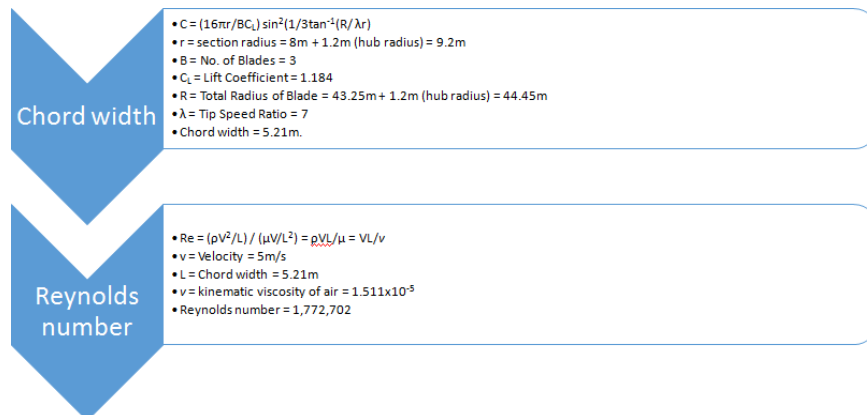 Chord width
• C = (16πr/BCL) sin²(1/3tan⁻¹(R/λr)
• r = section radius = 8m + 1.2m (hub radius) = 9.2m
• B = No. of Blades = 3
• CL = Lift Coefficient = 1.184
• R = Total Radius of Blade = 43.25m + 1.2m (hub radius) = 44.45m
• λ = Tip Speed Ratio = 7
• Chord width = 5.21m.
Reynolds
number
• Re = (ρV²/L) / (μV/L²) = ρVL/μ = VL/ν
• v = Velocity = 5m/s
• L = Chord width = 5.21m
• ν = kinematic viscosity of air = 1.511x10⁻⁵
• Reynolds number = 1,772,702